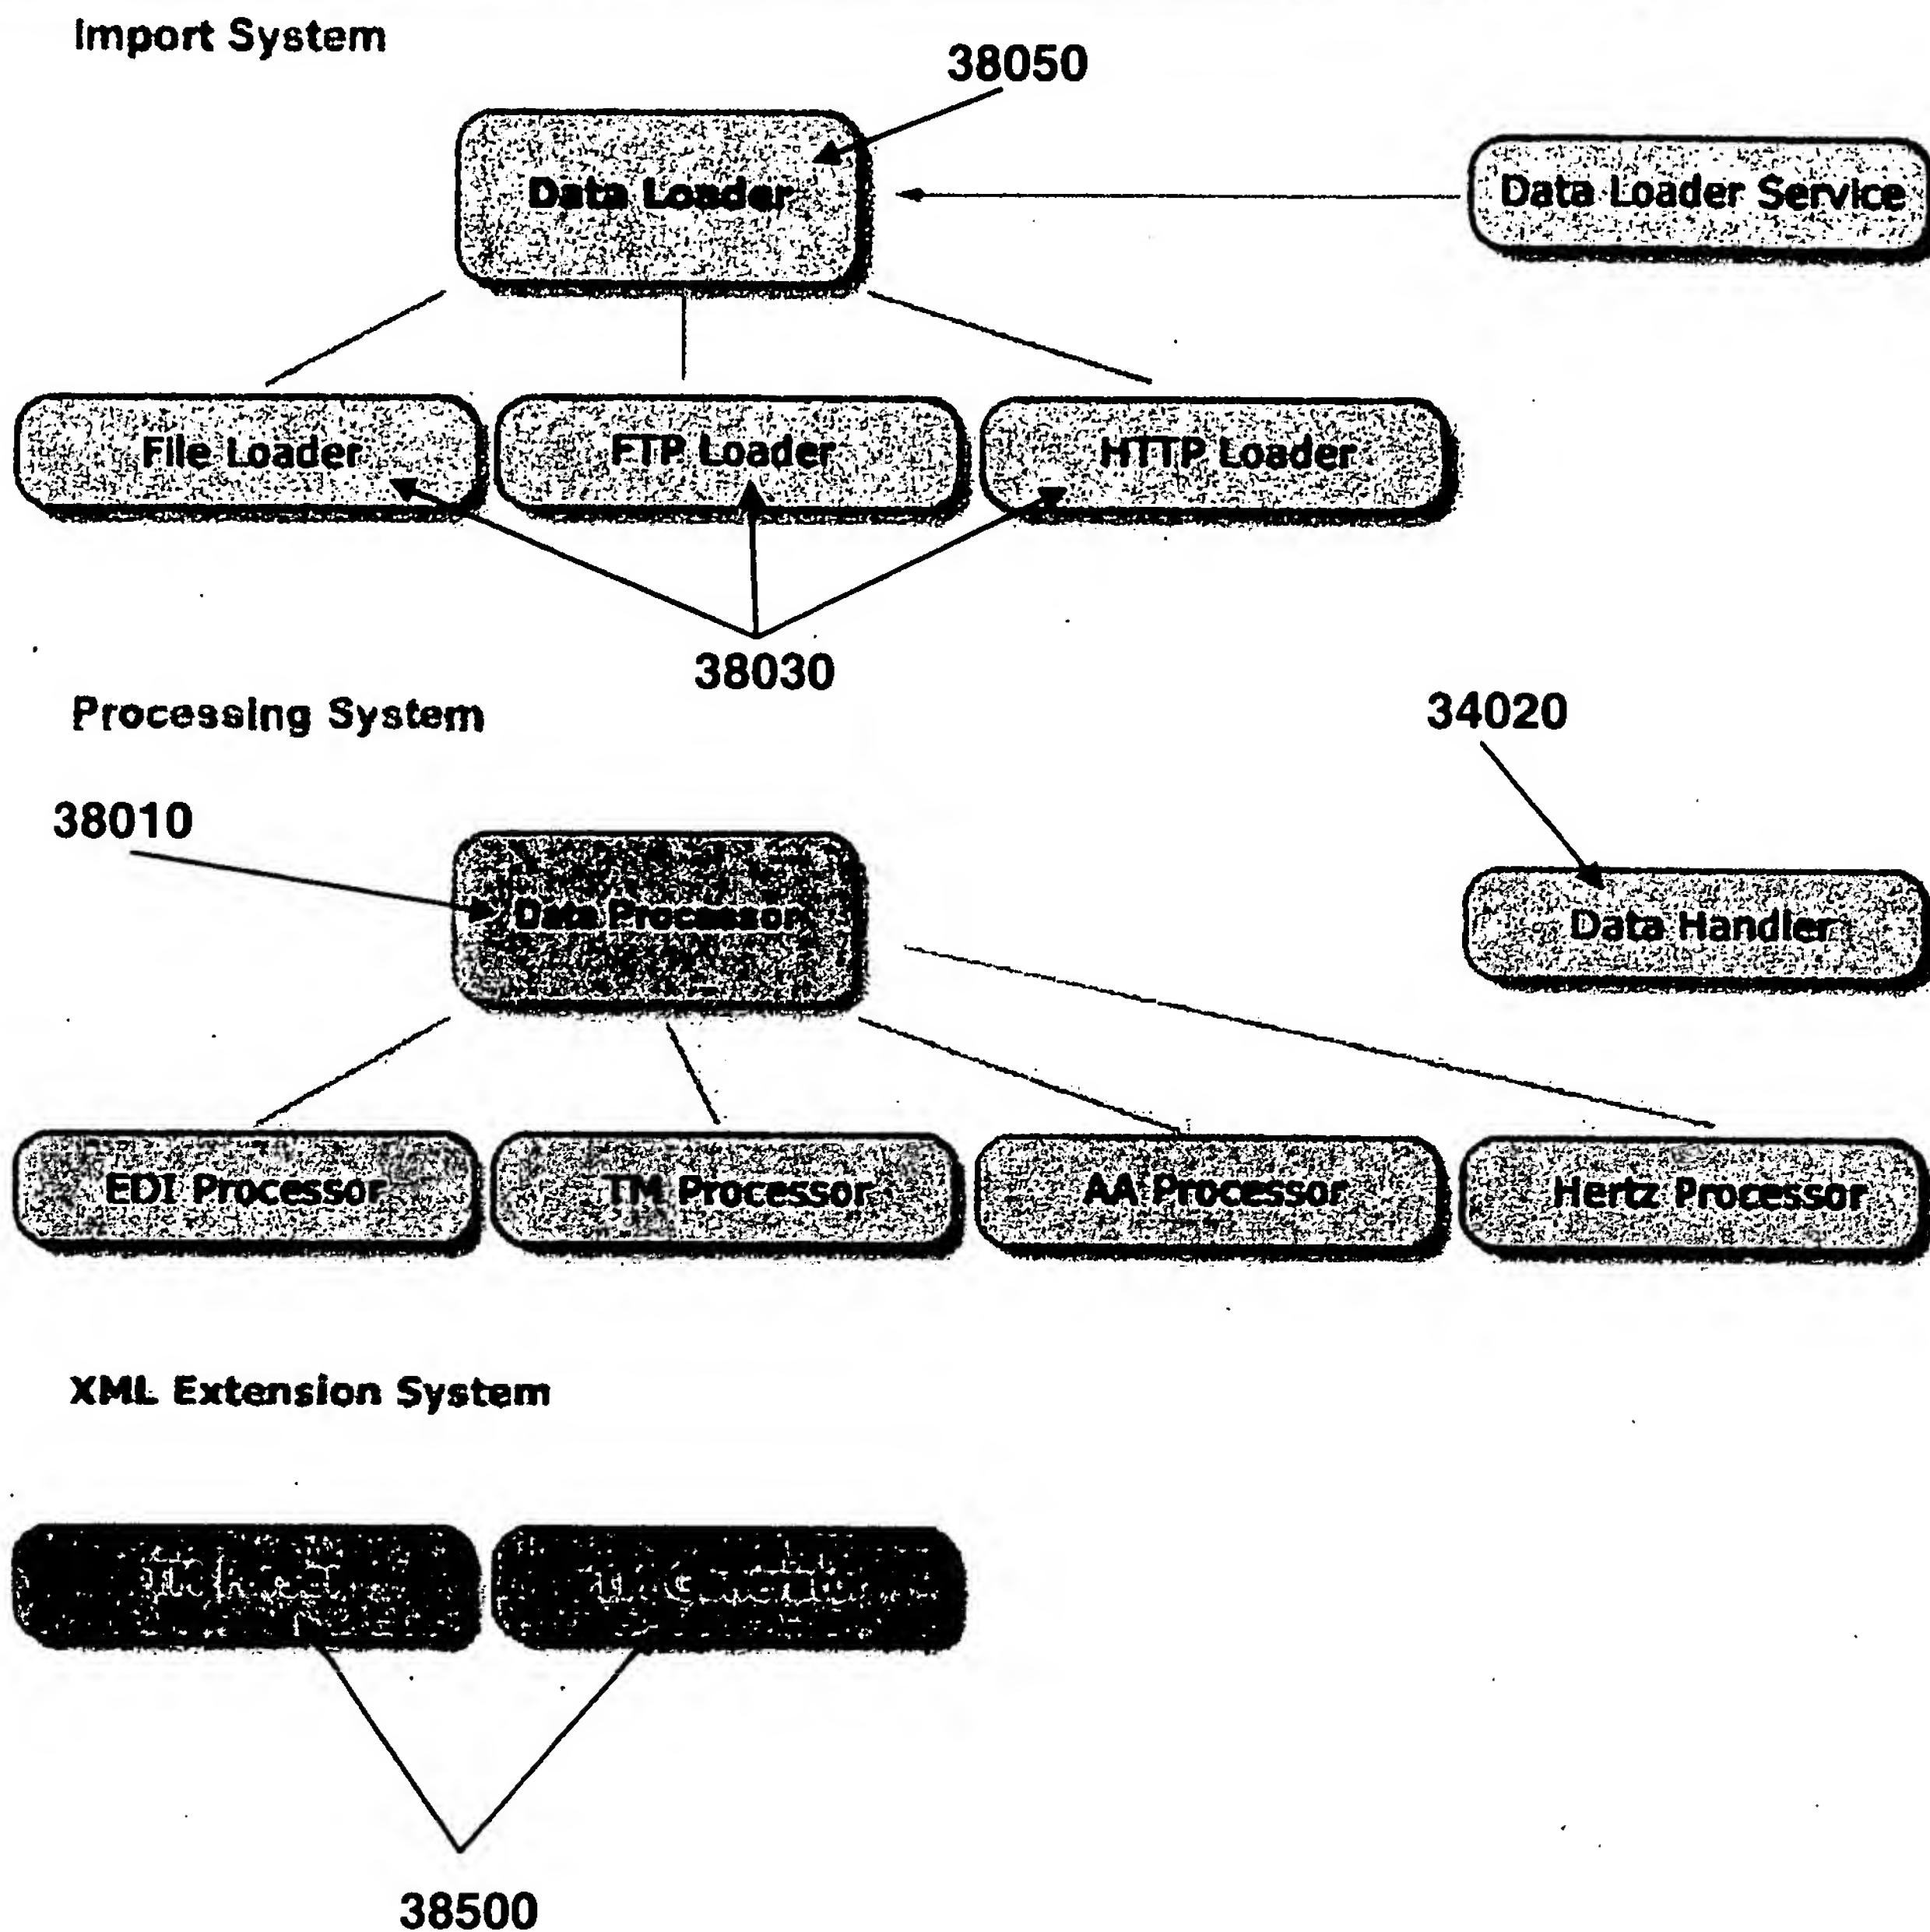 Import System
38050
Data Loader
Data Loader Service
File Loader
FTP Loader
HTTP Loader
38030
Processing System
34020
38010
Data Processor
Data Handler
EDI Processor
TM Processor
AA Processor
Hertz Processor
XML Extension System
38500